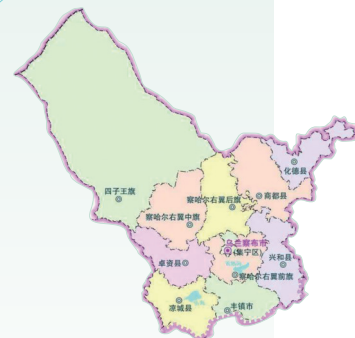 化德县
四子王旗
商都县
察哈尔右翼后旗
察哈尔右翼中旗
乌兰察布市
(集宁区)
兴和县
卓资县
察哈尔右翼前旗
凉城县
丰镇市